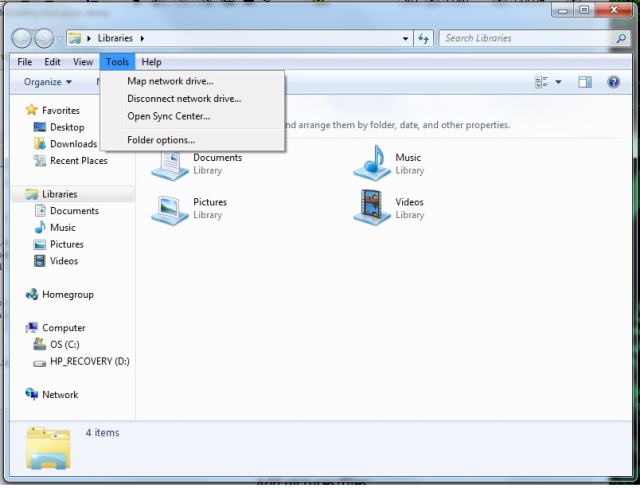 Libraries
Search Libraries
File Edit View Tools Help
Organize
Map network drive...
Disconnect network drive...
Open Sync Center...
Folder options...
and arrange them by folder, date, and other properties.
Favorites
Desktop
Downloads
Recent Places
Libraries
Documents
Music
Pictures
Videos
Homegroup
Computer
OS (C:)
HP_RECOVERY (D:)
Network
Documents
Library
Music
Library
Pictures
Library
Videos
Library
4 items